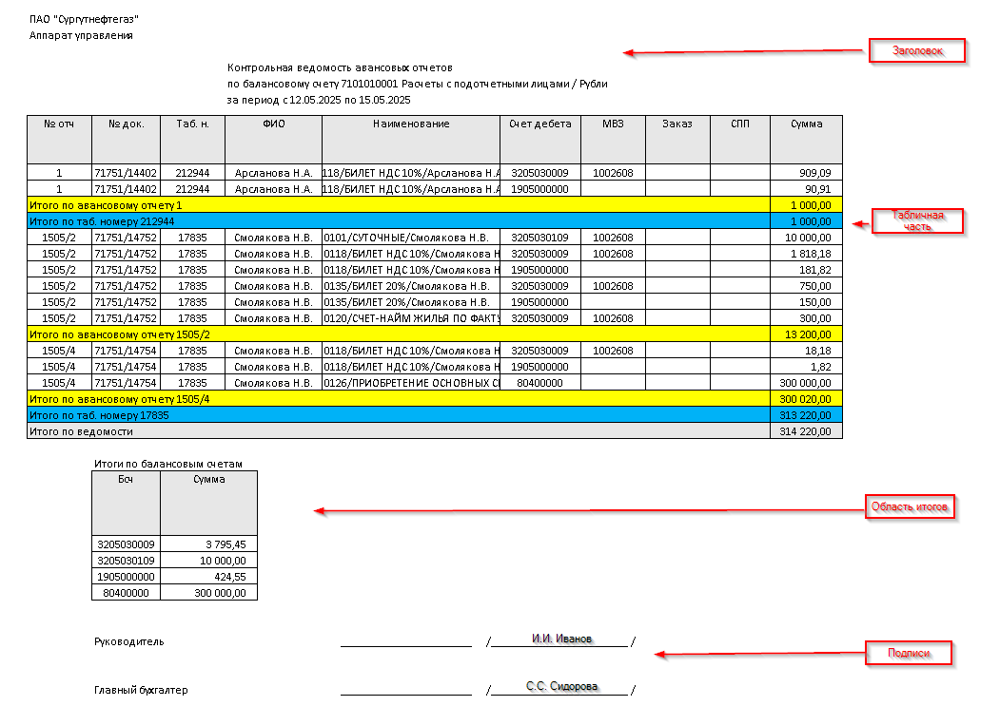 ПАО "Сургутнефтегаз"
Аппарат управления
Заголовок
Контрольная ведомость авансовых отчетов
по балансовому счету 7101010001 Расчеты с подотчетными лицами / Рубли
за период с 12.05.2025 по 15.05.2025
№ отч № док. Таб. н. ФИО Наименование Счет дебета МВЗ Заказ СПП Сумма
1 71751/14402 212944 Арсланова Н.А. 118/БИЛЕТ НДС 10%/Арсланова Н.А 3205030009 1002608 909,09
1 71751/14402 212944 Арсланова Н.А. 118/БИЛЕТ НДС 10%/Арсланова Н.А 1905000000 90,91
Итого по авансовому отчету 1 1 000,00
Итого по таб. номеру 212944 1 000,00
Табличная
часть
1505/2 71751/14752 17835 Смолякова Н.В. 0101/СУТОЧНЫЕ/Смолякова Н.В. 3205030109 1002608 10 000,00
1505/2 71751/14752 17835 Смолякова Н.В. 0118/БИЛЕТ НДС 10%/Смолякова Н 3205030009 1002608 1 818,18
1505/2 71751/14752 17835 Смолякова Н.В. 0118/БИЛЕТ НДС 10%/Смолякова Н 1905000000 181,82
1505/2 71751/14752 17835 Смолякова Н.В. 0135/БИЛЕТ 20%/Смолякова Н.В. 3205030009 1002608 750,00
1505/2 71751/14752 17835 Смолякова Н.В. 0135/БИЛЕТ 20%/Смолякова Н.В. 1905000000 150,00
1505/2 71751/14752 17835 Смолякова Н.В. 0120/СЧЕТ-НАЙМ ЖИЛЬЯ ПО ФАКТУ 3205030009 1002608 300,00
Итого по авансовому отчету 1505/2 13 200,00
1505/4 71751/14754 17835 Смолякова Н.В. 0118/БИЛЕТ НДС 10%/Смолякова Н 3205030009 1002608 18,18
1505/4 71751/14754 17835 Смолякова Н.В. 0118/БИЛЕТ НДС 10%/Смолякова Н 1905000000 1,82
1505/4 71751/14754 17835 Смолякова Н.В. 0126/ПРИОБРЕТЕНИЕ ОСНОВНЫХ С 80400000 300 000,00
Итого по авансовому отчету 1505/4 300 020,00
Итого по таб. номеру 17835 313 220,00
Итого по ведомости 314 220,00
Итоги по балансовым счетам
Бсч Сумма
Область итогов
3205030009 3 795,45
3205030109 10 000,00
1905000000 424,55
80400000 300 000,00
Руководитель / И.И. Иванов /
Подписи
Главный бухгалтер / С.С. Сидорова /